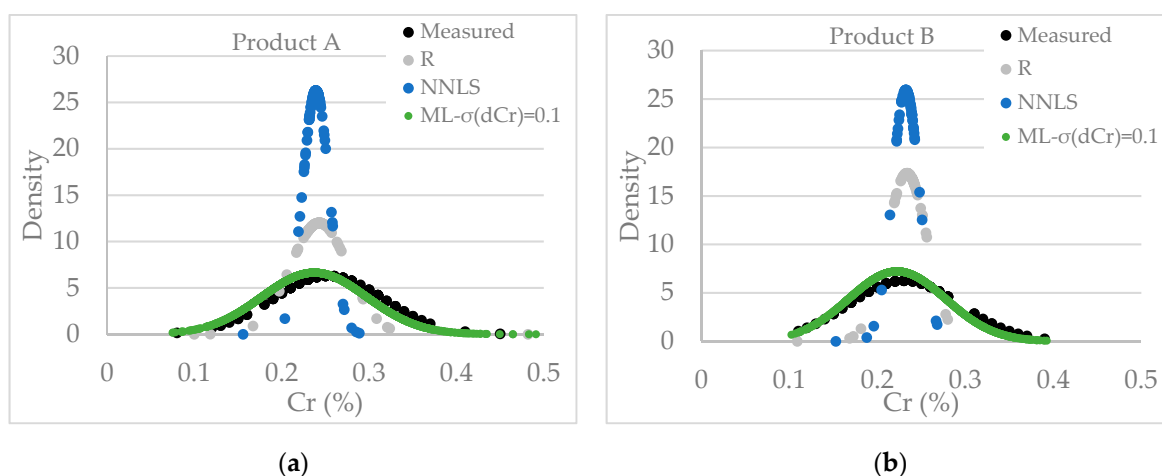 Product A
Measured
R
NNLS
ML-σ(dCr)=0.1
30
25
20
15
10
5
0
Density
0 0.1 0.2 0.3 0.4 0.5
Cr (%)
(a)
Product B
Measured
R
NNLS
ML-σ(dCr)=0.1
30
25
20
15
10
5
0
Density
0 0.1 0.2 0.3 0.4 0.5
Cr (%)
(b)